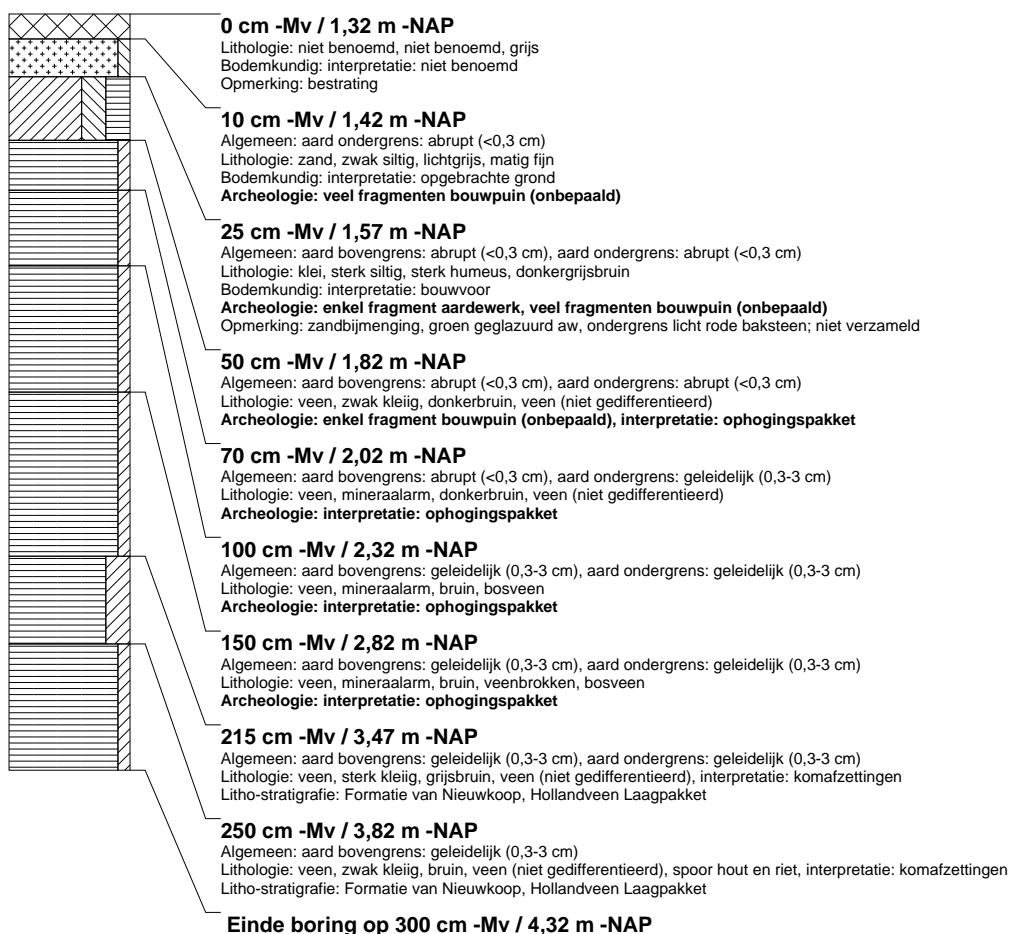 0 cm -Mv / 1,32 m -NAP
Lithologie: niet benoemd, niet benoemd, grijs
Bodemkundig: interpretatie: niet benoemd
Opmerking: bestrating
10 cm -Mv / 1,42 m -NAP
Algemeen: aard ondergrens: abrupt (<0,3 cm)
Lithologie: zand, zwak siltig, lichtgrijs, matig fijn
Bodemkundig: interpretatie: opgebrachte grond
Archeologie: veel fragmenten bouwpuin (onbepaald)
25 cm -Mv / 1,57 m -NAP
Algemeen: aard bovengrens: abrupt (<0,3 cm), aard ondergrens: abrupt (<0,3 cm)
Lithologie: klei, sterk siltig, sterk humeus, donkergrijsbruin
Bodemkundig: interpretatie: bouwvoor
Archeologie: enkel fragment aardewerk, veel fragmenten bouwpuin (onbepaald)
Opmerking: zandbijmenging, groen geglazuurd aw, ondergrens licht rode baksteen; niet verzameld
50 cm -Mv / 1,82 m -NAP
Algemeen: aard bovengrens: abrupt (<0,3 cm), aard ondergrens: abrupt (<0,3 cm)
Lithologie: veen, zwak kleiig, donkerbruin, veen (niet gedifferentieerd)
Archeologie: enkel fragment bouwpuin (onbepaald), interpretatie: ophogingspakket
70 cm -Mv / 2,02 m -NAP
Algemeen: aard bovengrens: abrupt (<0,3 cm), aard ondergrens: geleidelijk (0,3-3 cm)
Lithologie: veen, mineraalarm, donkerbruin, veen (niet gedifferentieerd)
Archeologie: interpretatie: ophogingspakket
100 cm -Mv / 2,32 m -NAP
Algemeen: aard bovengrens: geleidelijk (0,3-3 cm), aard ondergrens: geleidelijk (0,3-3 cm)
Lithologie: veen, mineraalarm, bruin, bosveen
Archeologie: interpretatie: ophogingspakket
150 cm -Mv / 2,82 m -NAP
Algemeen: aard bovengrens: geleidelijk (0,3-3 cm), aard ondergrens: geleidelijk (0,3-3 cm)
Lithologie: veen, mineraalarm, bruin, veenbrokken, bosveen
Archeologie: interpretatie: ophogingspakket
215 cm -Mv / 3,47 m -NAP
Algemeen: aard bovengrens: geleidelijk (0,3-3 cm), aard ondergrens: geleidelijk (0,3-3 cm)
Lithologie: veen, sterk kleiig, grijsbruin, veen (niet gedifferentieerd), interpretatie: komafzettingen
Litho-stratigrafie: Formatie van Nieuwkoop, Hollandveen Laagpakket
250 cm -Mv / 3,82 m -NAP
Algemeen: aard bovengrens: geleidelijk (0,3-3 cm)
Lithologie: veen, zwak kleiig, bruin, veen (niet gedifferentieerd), spoor hout en riet, interpretatie: komafzettingen
Litho-stratigrafie: Formatie van Nieuwkoop, Hollandveen Laagpakket
Einde boring op 300 cm -Mv / 4,32 m -NAP